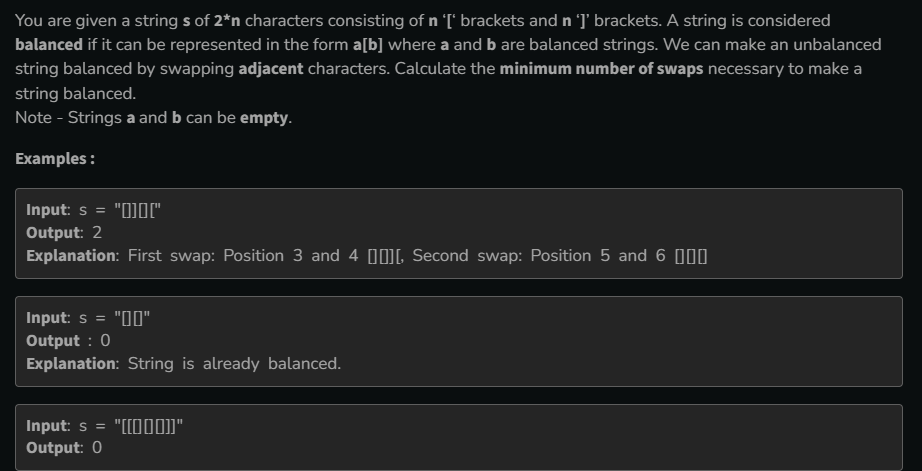 You are given a string s of 2*n characters consisting of n ‘[‘ brackets and n ‘]’ brackets. A string is considered
balanced if it can be represented in the form a[b] where a and b are balanced strings. We can make an unbalanced
string balanced by swapping adjacent characters. Calculate the minimum number of swaps necessary to make a
string balanced.
Note - Strings a and b can be empty.
Examples :
Input: s = "[]][]["
Output: 2
Explanation: First swap: Position 3 and 4 [][]][, Second swap: Position 5 and 6 [][][]
Input: s = "[][]"
Output : 0
Explanation: String is already balanced.
Input: s = "[[[][][]]]"
Output: 0